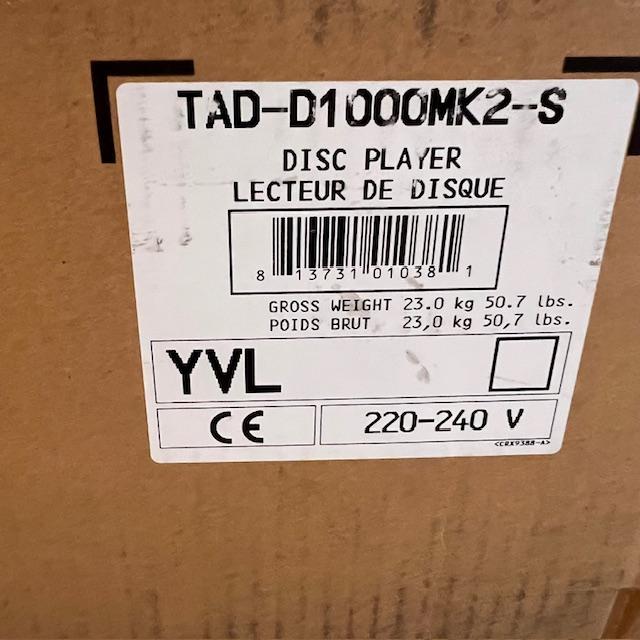 TAD-D1000MK2-S
DISC PLAYER
LECTEUR DE DISQUE
8 13731 01038 1
GROSS WEIGHT 23.0 kg 50.7 lbs.
POIDS BRUT 23,0 kg 50,7 lbs.
YVL
CE 220-240 V
<CRX9388-A>